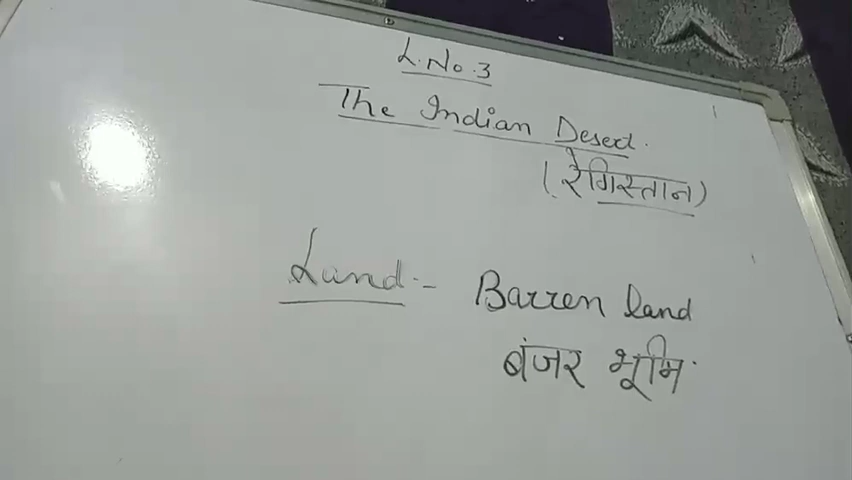 L.No.3
The Indian Desert.
(रेगिस्तान)
Land:- Barren land
बंजर भूमि.